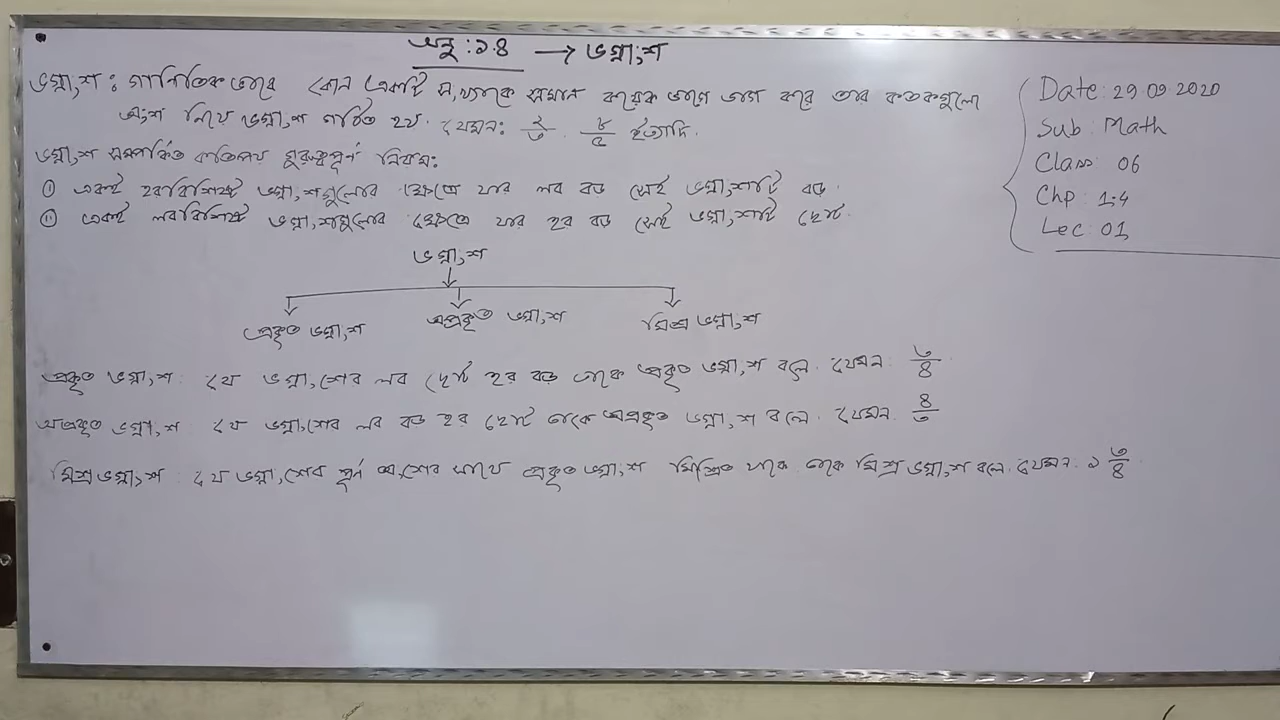 অনু : ১.৪ → ভগ্নাংশ
ভগ্নাংশ : গাণিতিক ভাবে কোন একটি সংখ্যাকে সমান কয়েক ভাগে ভাগ করে তার কতকগুলো
অংশ নিয়ে ভগ্নাংশ গঠিত হয়. যেমন: ২/৩ . ৪/৫ ইত্যাদি.
ভগ্নাংশ সম্পর্কিত কতিপয় গুরুত্বপূর্ণ নিয়ম:
① একই হরবিশিষ্ট ভগ্নাংশগুলোর ক্ষেত্রে যার লব বড় সেই ভগ্নাংশটি বড়.
① একই লববিশিষ্ট ভগ্নাংশগুলোর ক্ষেত্রে যার হর বড় সেই ভগ্নাংশটি ছোট.
ভগ্নাংশ
প্রকৃত ভগ্নাংশ অপ্রকৃত ভগ্নাংশ মিশ্র ভগ্নাংশ
প্রকৃত ভগ্নাংশ : যে ভগ্নাংশের লব ছোট হর বড় তাকে প্রকৃত ভগ্নাংশ বলে. যেমন: ৩/৪
অপ্রকৃত ভগ্নাংশ : যে ভগ্নাংশের লব বড় হর ছোট তাকে অপ্রকৃত ভগ্নাংশ বলে. যেমন. ৪/৩
মিশ্র ভগ্নাংশ : যে ভগ্নাংশের পূর্ণ অংশের সাথে প্রকৃত ভগ্নাংশ মিশ্রিত থাকে তাকে মিশ্র ভগ্নাংশ বলে. যেমন : ১ ৩/৪
Date: 29.09.2020
Sub: Math
Class: 06
Chp: 1:4
Lec: 01